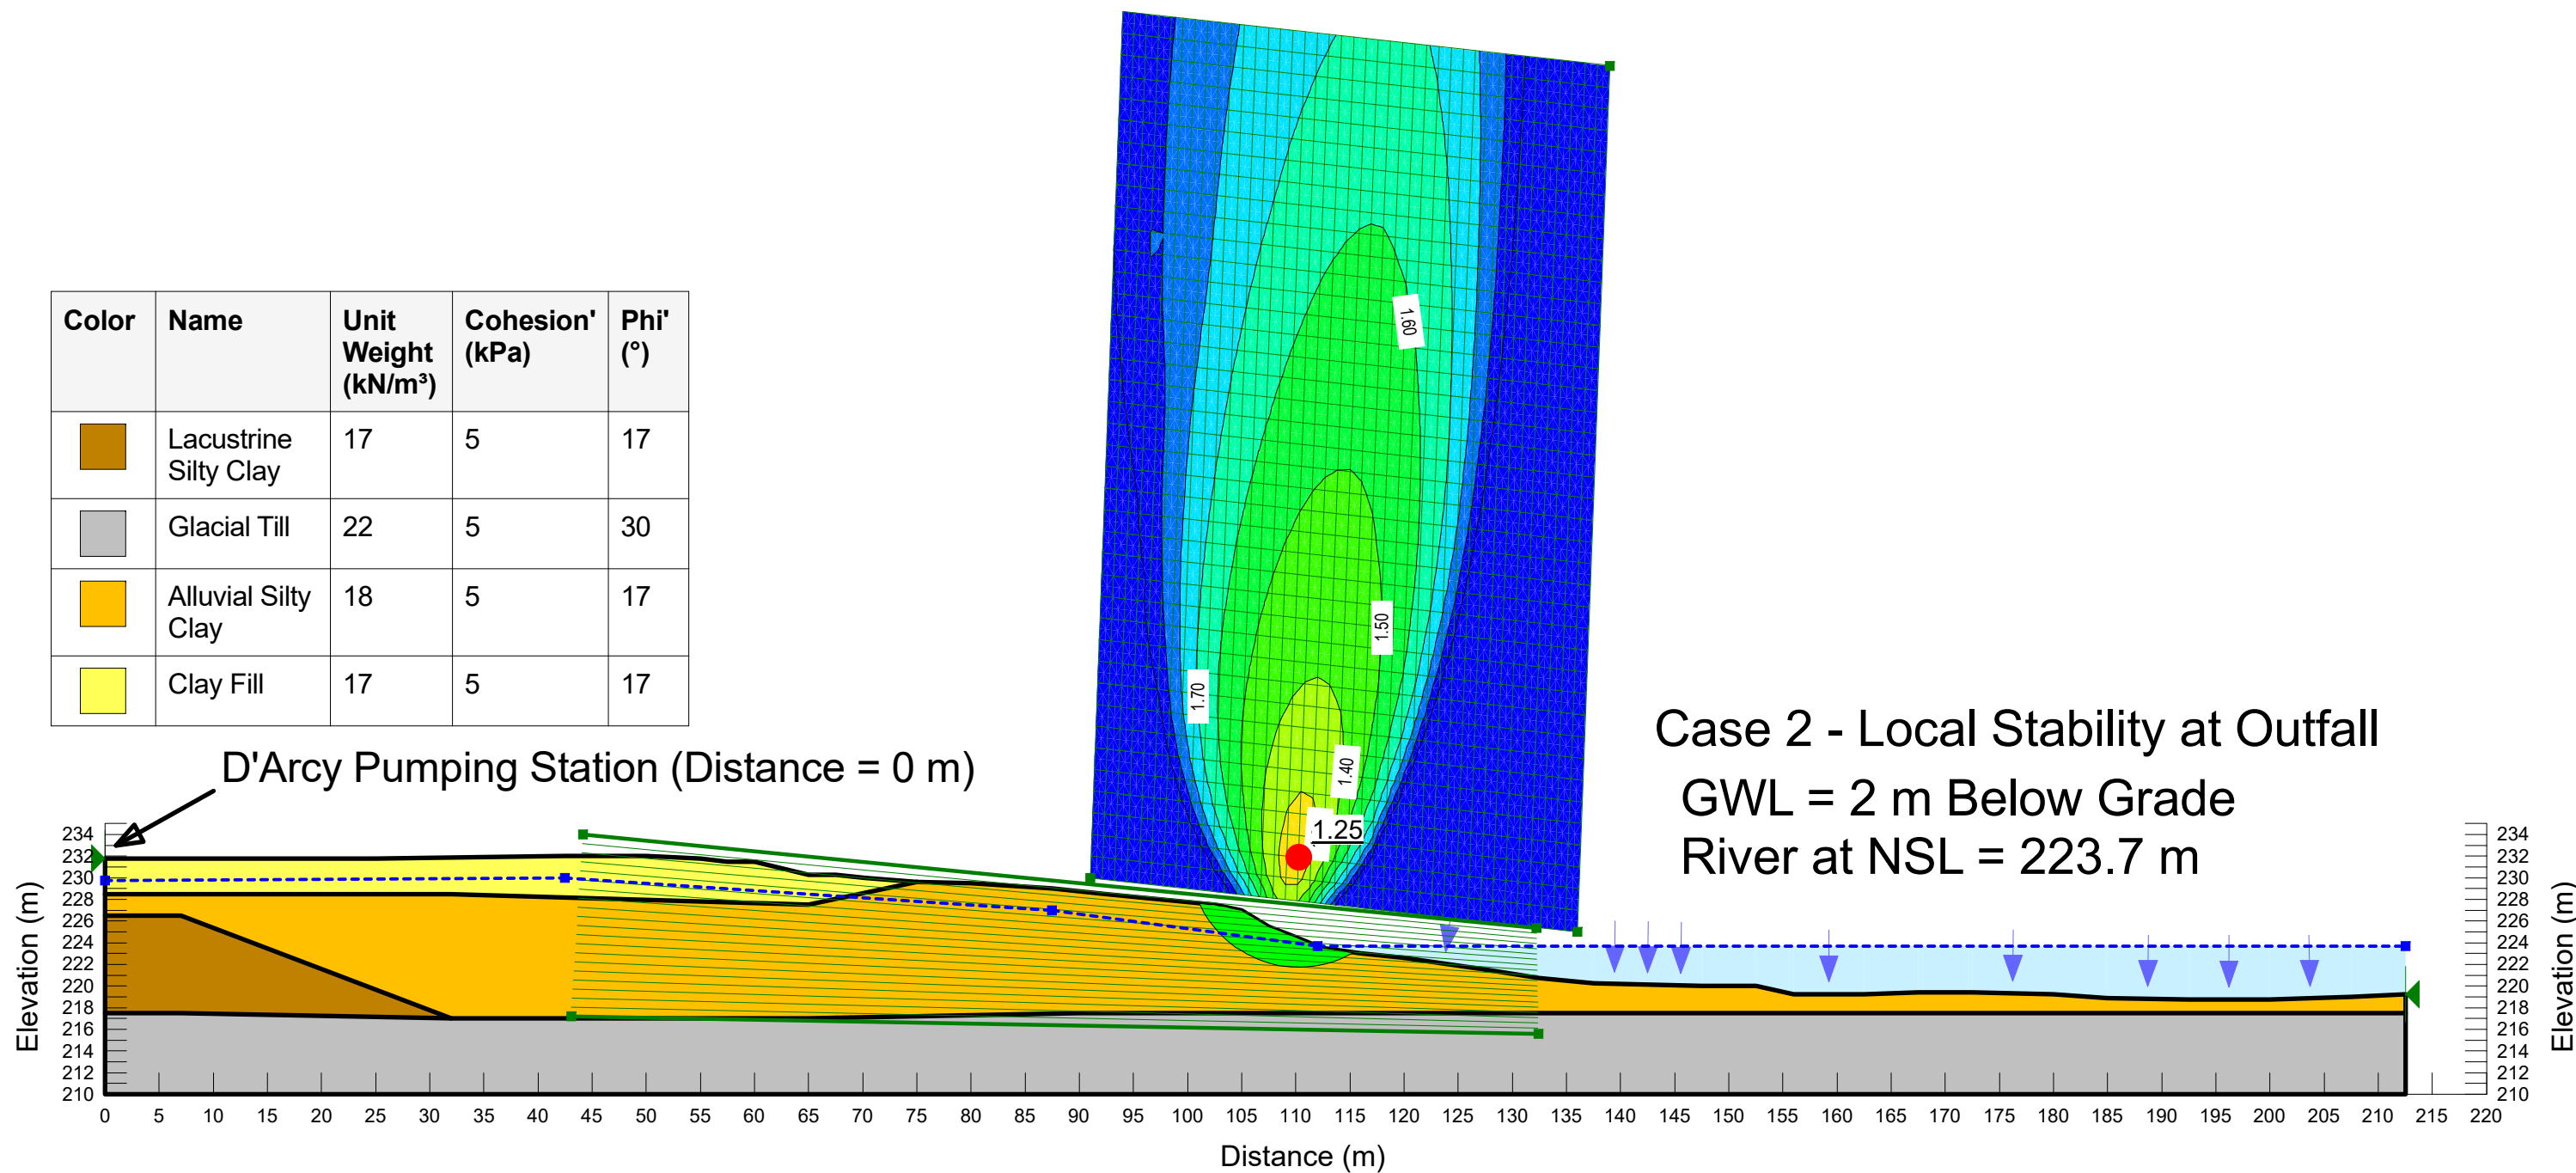 Color Name Unit Weight (kN/m³) Cohesion' (kPa) Phi' (°)
Lacustrine Silty Clay 17 5 17
Glacial Till 22 5 30
Alluvial Silty Clay 18 5 17
Clay Fill 17 5 17
D'Arcy Pumping Station (Distance = 0 m)
1.60
1.50
1.70
1.40
1.25
Case 2 - Local Stability at Outfall
GWL = 2 m Below Grade
River at NSL = 223.7 m
Elevation (m)
234
232
230
228
226
224
222
220
218
216
214
212
210
0 5 10 15 20 25 30 35 40 45 50 55 60 65 70 75 80 85 90 95 100 105 110 115 120 125 130 135 140 145 150 155 160 165 170 175 180 185 190 195 200 205 210 215 220
Distance (m)
234
232
230
228
226
224
222
220
218
216
214
212
210
Elevation (m)